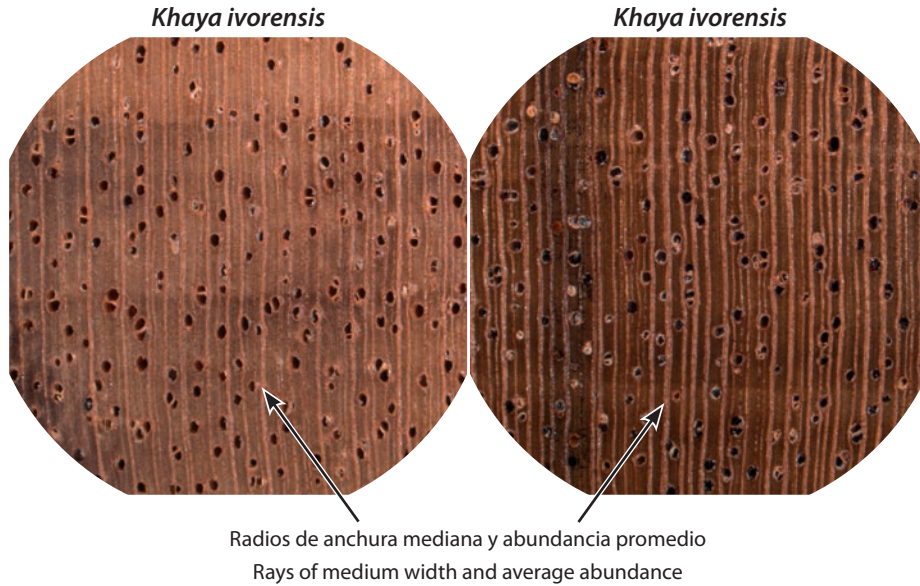 Khaya ivorensis
Khaya ivorensis
Radios de anchura mediana y abundancia promedio
Rays of medium width and average abundance